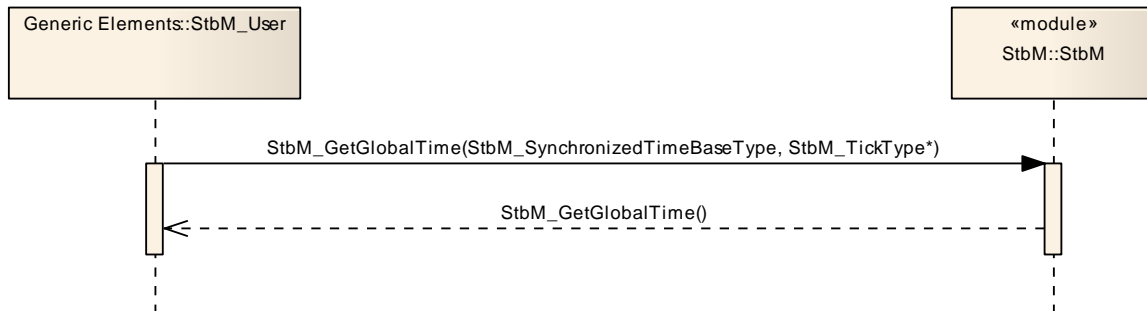 Generic Elements::StbM_User
«module»
StbM::StbM
StbM_GetGlobalTime(StbM_SynchronizedTimeBaseType, StbM_TickType*)
StbM_GetGlobalTime()